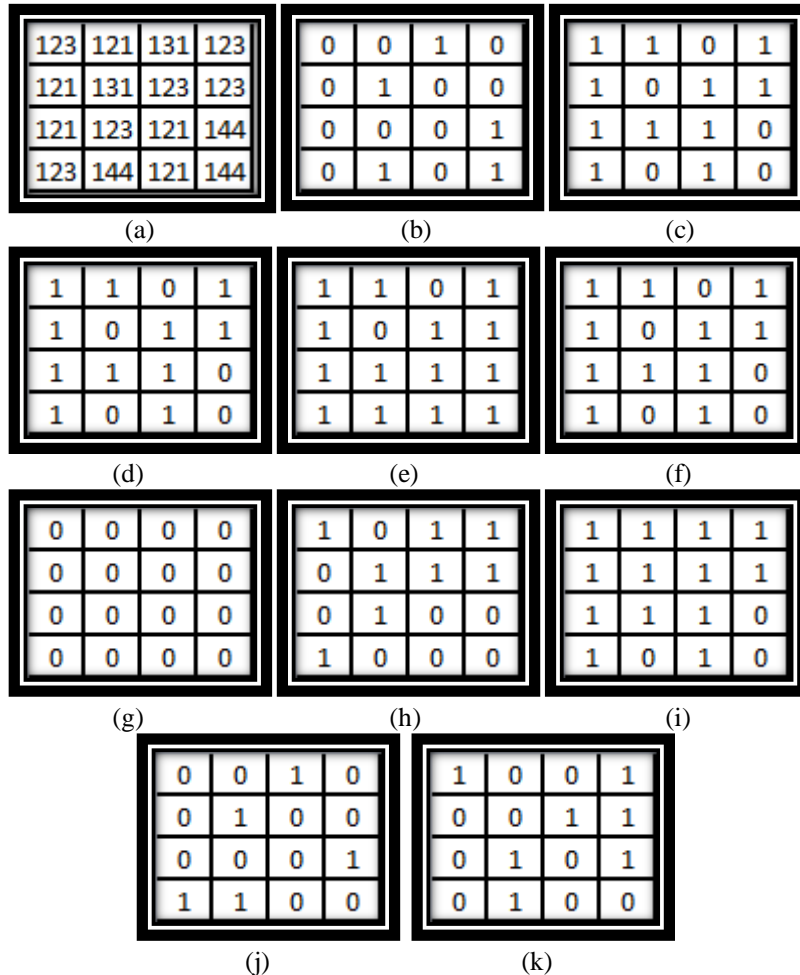 123 121 131 123 0 0 1 0 1 1 0 1
121 131 123 123 0 1 0 0 1 0 1 1
121 123 121 144 0 0 0 1 1 1 1 0
123 144 121 144 0 1 0 1 1 0 1 0
(a) (b) (c)
1 1 0 1 1 1 0 1 1 1 0 1
1 0 1 1 1 0 1 1 1 0 1 1
1 1 1 0 1 1 1 1 1 1 1 0
1 0 1 0 1 1 1 1 1 0 1 0
(d) (e) (f)
0 0 0 0 1 0 1 1 1 1 1 1
0 0 0 0 0 1 1 1 1 1 1 1
0 0 0 0 0 1 0 0 1 1 1 0
0 0 0 0 1 0 0 0 1 0 1 0
(g) (h) (i)
0 0 1 0 1 0 0 1
0 1 0 0 0 0 1 1
0 0 0 1 0 1 0 1
1 1 0 0 0 1 0 0
(j) (k)